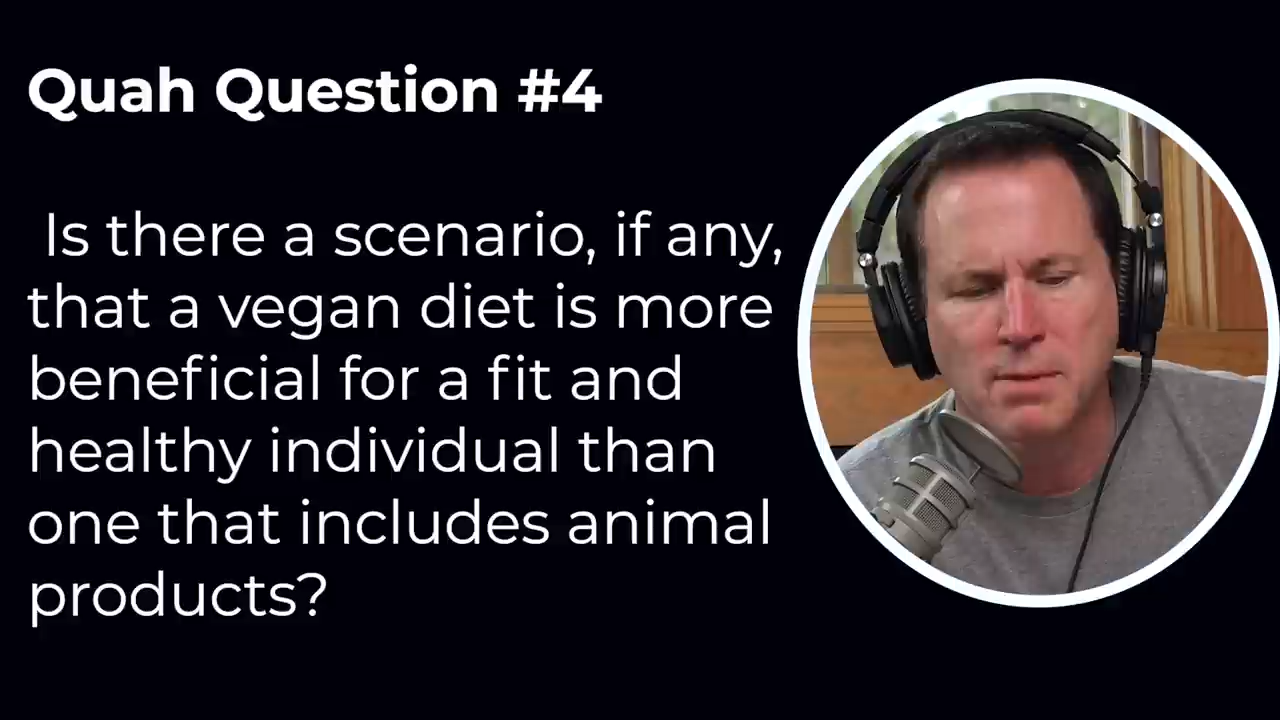 Quah Question #4
Is there a scenario, if any,
that a vegan diet is more
beneficial for a fit and
healthy individual than
one that includes animal
products?